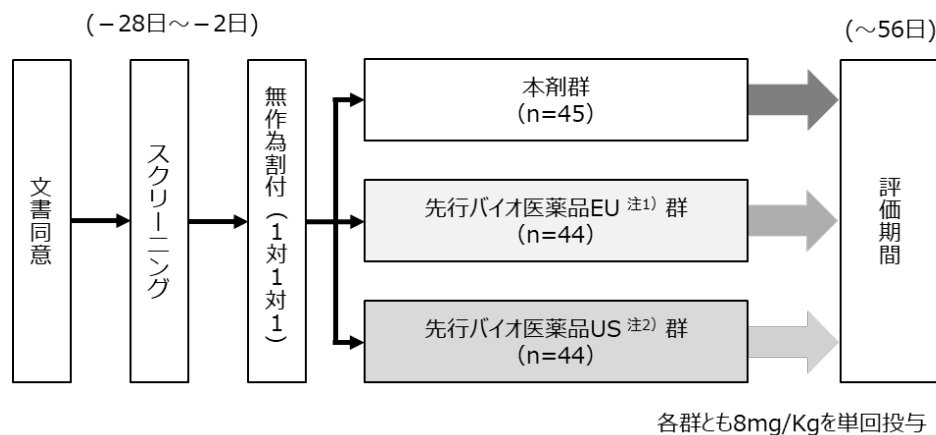 (－28日～－2日)
(～56日)
文書同意
スクリーニング
無作為割付（1対1対1）
本剤群
(n=45)
先行バイオ医薬品EU 注1) 群
(n=44)
先行バイオ医薬品US 注2) 群
(n=44)
評価期間
各群とも8mg/Kgを単回投与